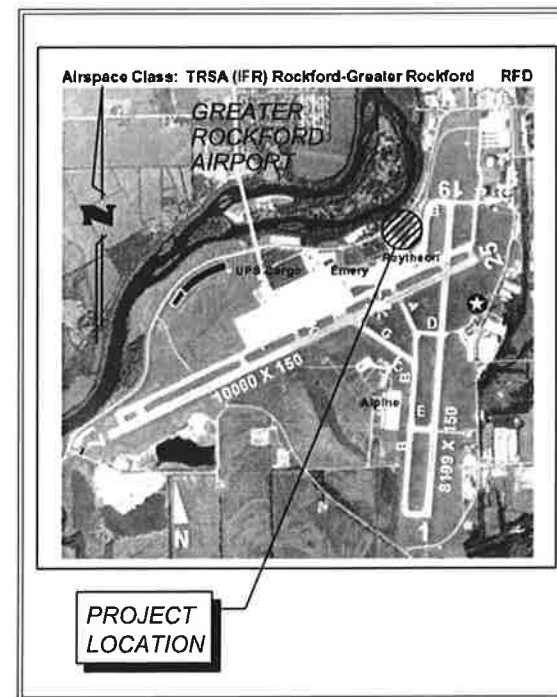 Airspace Class: TRSA (IFR) Rockford-Greater Rockford RFD
GREATER
ROCKFORD
AIRPORT
N
19
B
Raytheon
25
UPS Cargo
Emery
A
D
G
C
B
10000 X 150
Alpine
E
8199 X 150
7
B
N
N
1
PROJECT
LOCATION